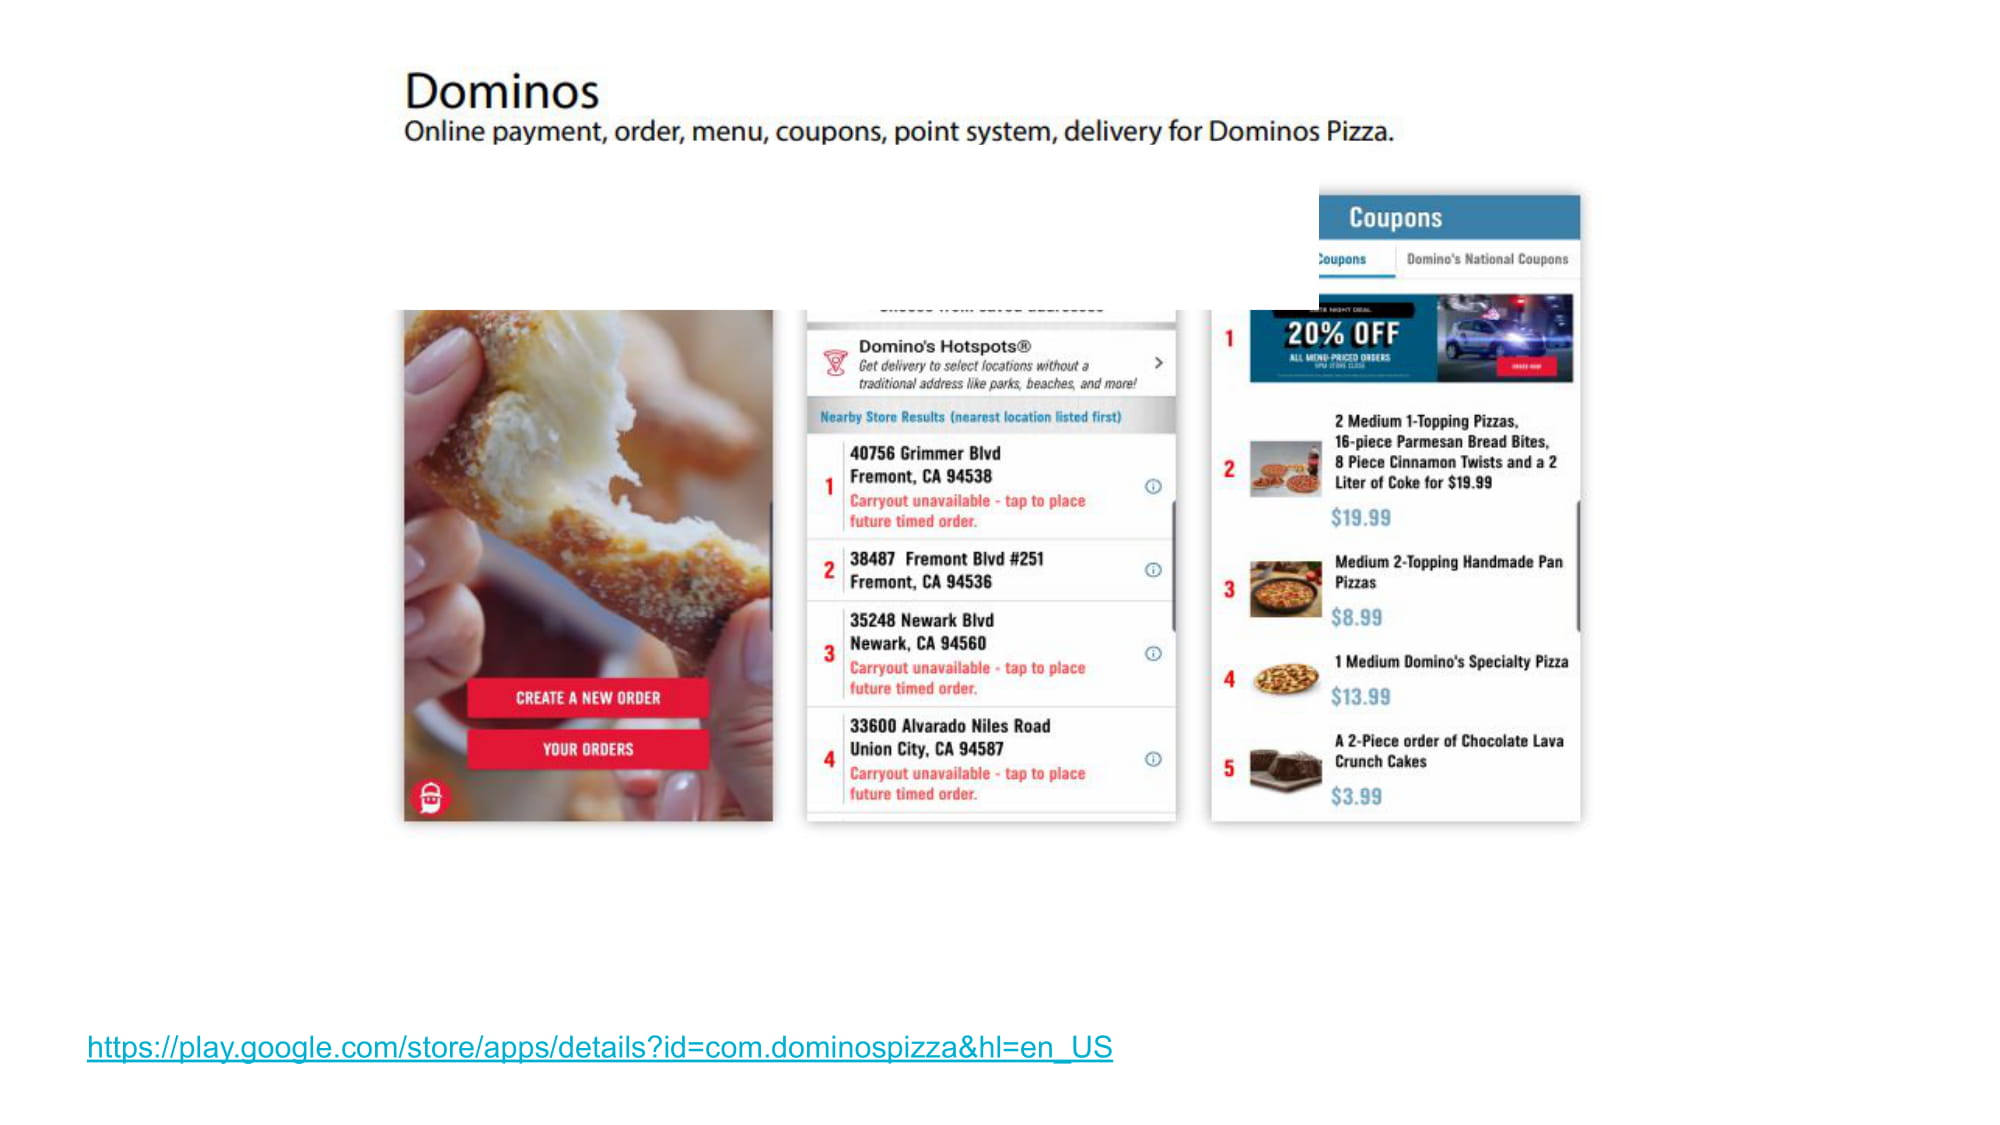 Dominos
Online payment, order, menu, coupons, point system, delivery for Dominos Pizza.
CREATE A NEW ORDER
YOUR ORDERS
Domino's Hotspots®
Get delivery to select locations without a
traditional address like parks, beaches, and more!
Nearby Store Results (nearest location listed first)
1
40756 Grimmer Blvd
Fremont, CA 94538
Carryout unavailable - tap to place
future timed order.
2
38487 Fremont Blvd #251
Fremont, CA 94536
3
35248 Newark Blvd
Newark, CA 94560
Carryout unavailable - tap to place
future timed order.
4
33600 Alvarado Niles Road
Union City, CA 94587
Carryout unavailable - tap to place
future timed order.
Coupons
Coupons
Domino's National Coupons
1
NIGHT DEAL
20% OFF
ALL MENU-PRICED ORDERS
ORDER NOW
2
2 Medium 1-Topping Pizzas,
16-piece Parmesan Bread Bites,
8 Piece Cinnamon Twists and a 2
Liter of Coke for $19.99
$19.99
3
Medium 2-Topping Handmade Pan
Pizzas
$8.99
4
1 Medium Domino's Specialty Pizza
$13.99
5
A 2-Piece order of Chocolate Lava
Crunch Cakes
$3.99
https://play.google.com/store/apps/details?id=com.dominospizza&hl=en_US